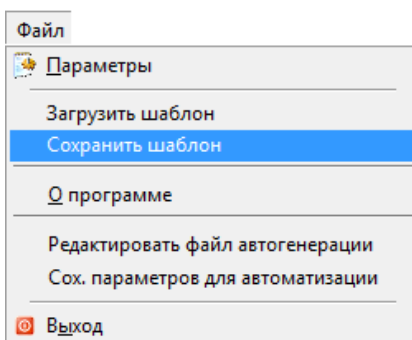 Файл
Параметры
Загрузить шаблон
Сохранить шаблон
О программе
Редактировать файл автогенерации
Сох. параметров для автоматизации
Выход